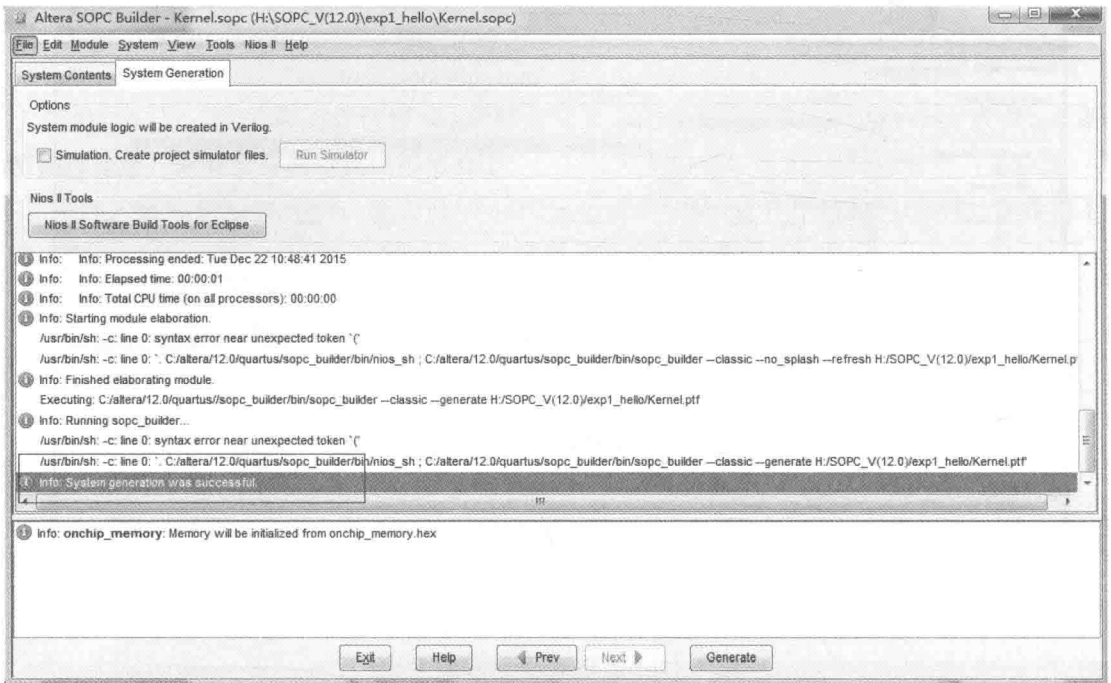 Altera SOPC Builder - Kernel.sopc (H:\SOPC_V(12.0)\exp1_hello\Kernel.sopc)
File Edit Module System View Tools Nios II Help
System Contents System Generation
Options
System module logic will be created in Verilog.
Simulation. Create project simulator files. Run Simulator
Nios II Tools
Nios II Software Build Tools for Eclipse
Info: Info: Processing ended: Tue Dec 22 10:48:41 2015
Info: Info: Elapsed time: 00:00:01
Info: Info: Total CPU time (on all processors): 00:00:00
Info: Starting module elaboration.
/usr/bin/sh: -c: line 0: syntax error near unexpected token `('
/usr/bin/sh: -c: line 0: `. C:/altera/12.0/quartus/sopc_builder/bin/nios_sh ; C:/altera/12.0/quartus/sopc_builder/bin/sopc_builder --classic --no_splash --refresh H:/SOPC_V(12.0)/exp1_hello/Kernel.p
Info: Finished elaborating module.
Executing: C:/altera/12.0/quartus//sopc_builder/bin/sopc_builder --classic --generate H:/SOPC_V(12.0)/exp1_hello/Kernel.ptf
Info: Running sopc_builder...
/usr/bin/sh: -c: line 0: syntax error near unexpected token `('
/usr/bin/sh: -c: line 0: `. C:/altera/12.0/quartus/sopc_builder/bin/nios_sh ; C:/altera/12.0/quartus/sopc_builder/bin/sopc_builder --classic --generate H:/SOPC_V(12.0)/exp1_hello/Kernel.ptf'
Info: System generation was successful.
Info: onchip_memory: Memory will be initialized from onchip_memory.hex
Exit Help Prev Next Generate